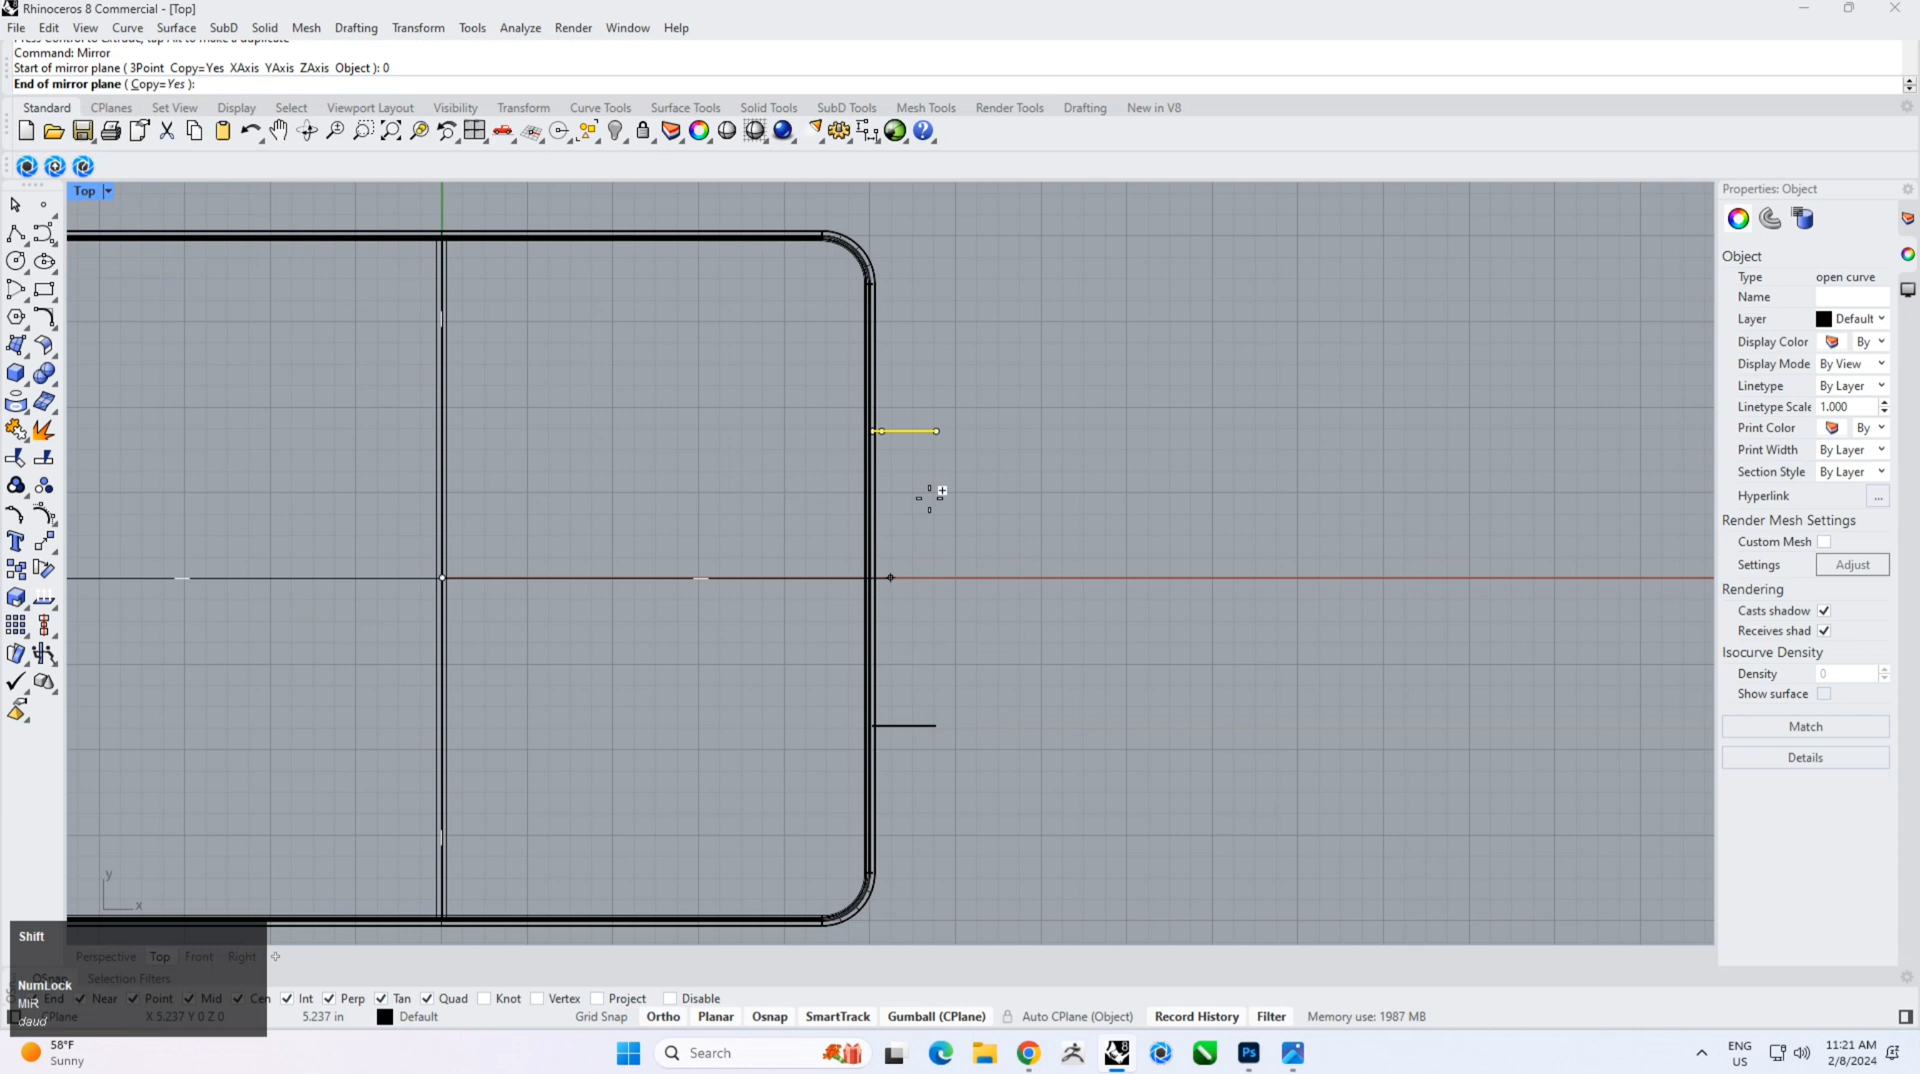 Rhinoceros 8 Commercial - [Top]
File Edit View Curve Surface SubD Solid Mesh Drafting Transform Tools Analyze Render Window Help
Command: Mirror
Start of mirror plane ( 3Point Copy=Yes XAxis YAxis ZAxis Object ): 0
End of mirror plane ( Copy=Yes ):
Standard CPlanes Set View Display Select Viewport Layout Visibility Transform Curve Tools Surface Tools Solid Tools SubD Tools Mesh Tools Render Tools Drafting New in V8
Top
Properties: Object
Object
Type open curve
Name
Layer Default
Display Color By
Display Mode By View
Linetype By Layer
Linetype Scale 1.000
Print Color By
Print Width By Layer
Section Style By Layer
Hyperlink ...
Render Mesh Settings
Custom Mesh
Settings Adjust
Rendering
Casts shadow
Receives shad
Isocurve Density
Density 0
Show surface
Match
Details
y
x
Shift
NumLock
MIR
daud
Perspective Top Front Right
OSnap Selection Filters
End Near Point Mid Cen Int Perp Tan Quad Knot Vertex Project Disable
CPlane X 5.237 Y 0 Z 0 5.237 in Default Grid Snap Ortho Planar Osnap SmartTrack Gumball (CPlane) Auto CPlane (Object) Record History Filter Memory use: 1987 MB
58°F
Sunny
Search
ENG
US
11:21 AM
2/8/2024